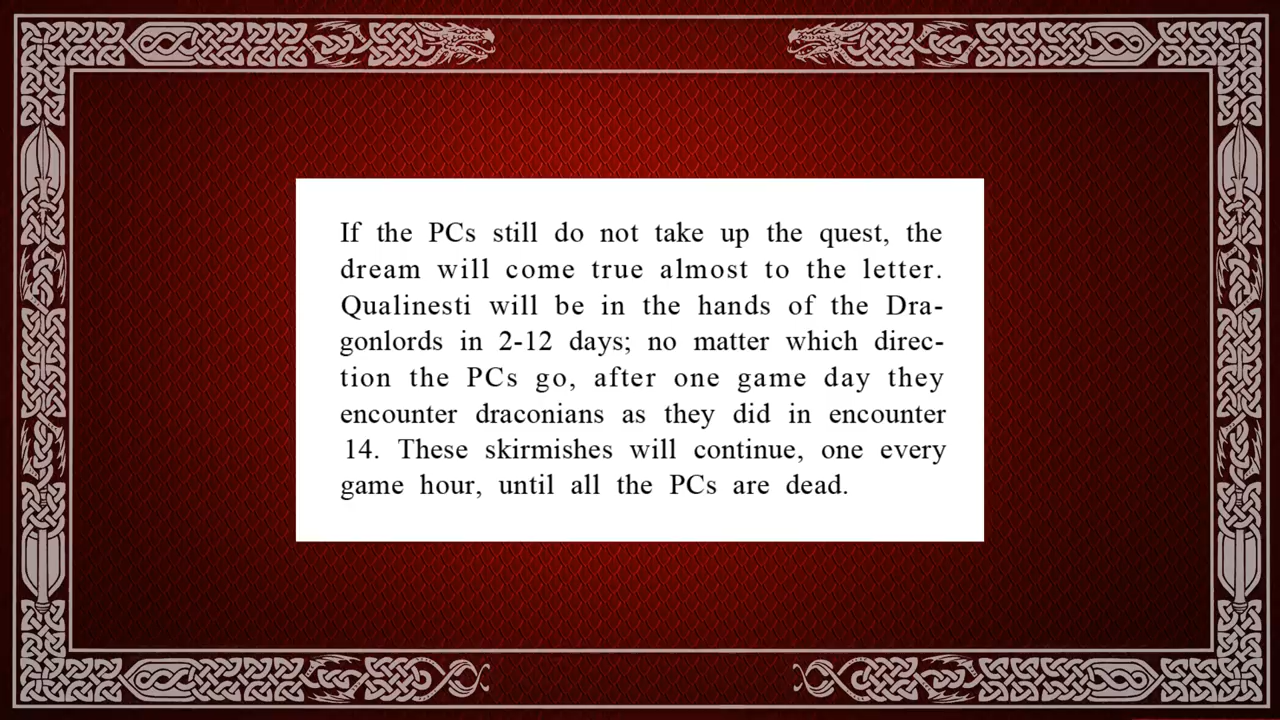 If the PCs still do not take up the quest, the
dream will come true almost to the letter.
Qualinesti will be in the hands of the Dra-
gonlords in 2-12 days; no matter which direc-
tion the PCs go, after one game day they
encounter draconians as they did in encounter
14. These skirmishes will continue, one every
game hour, until all the PCs are dead.